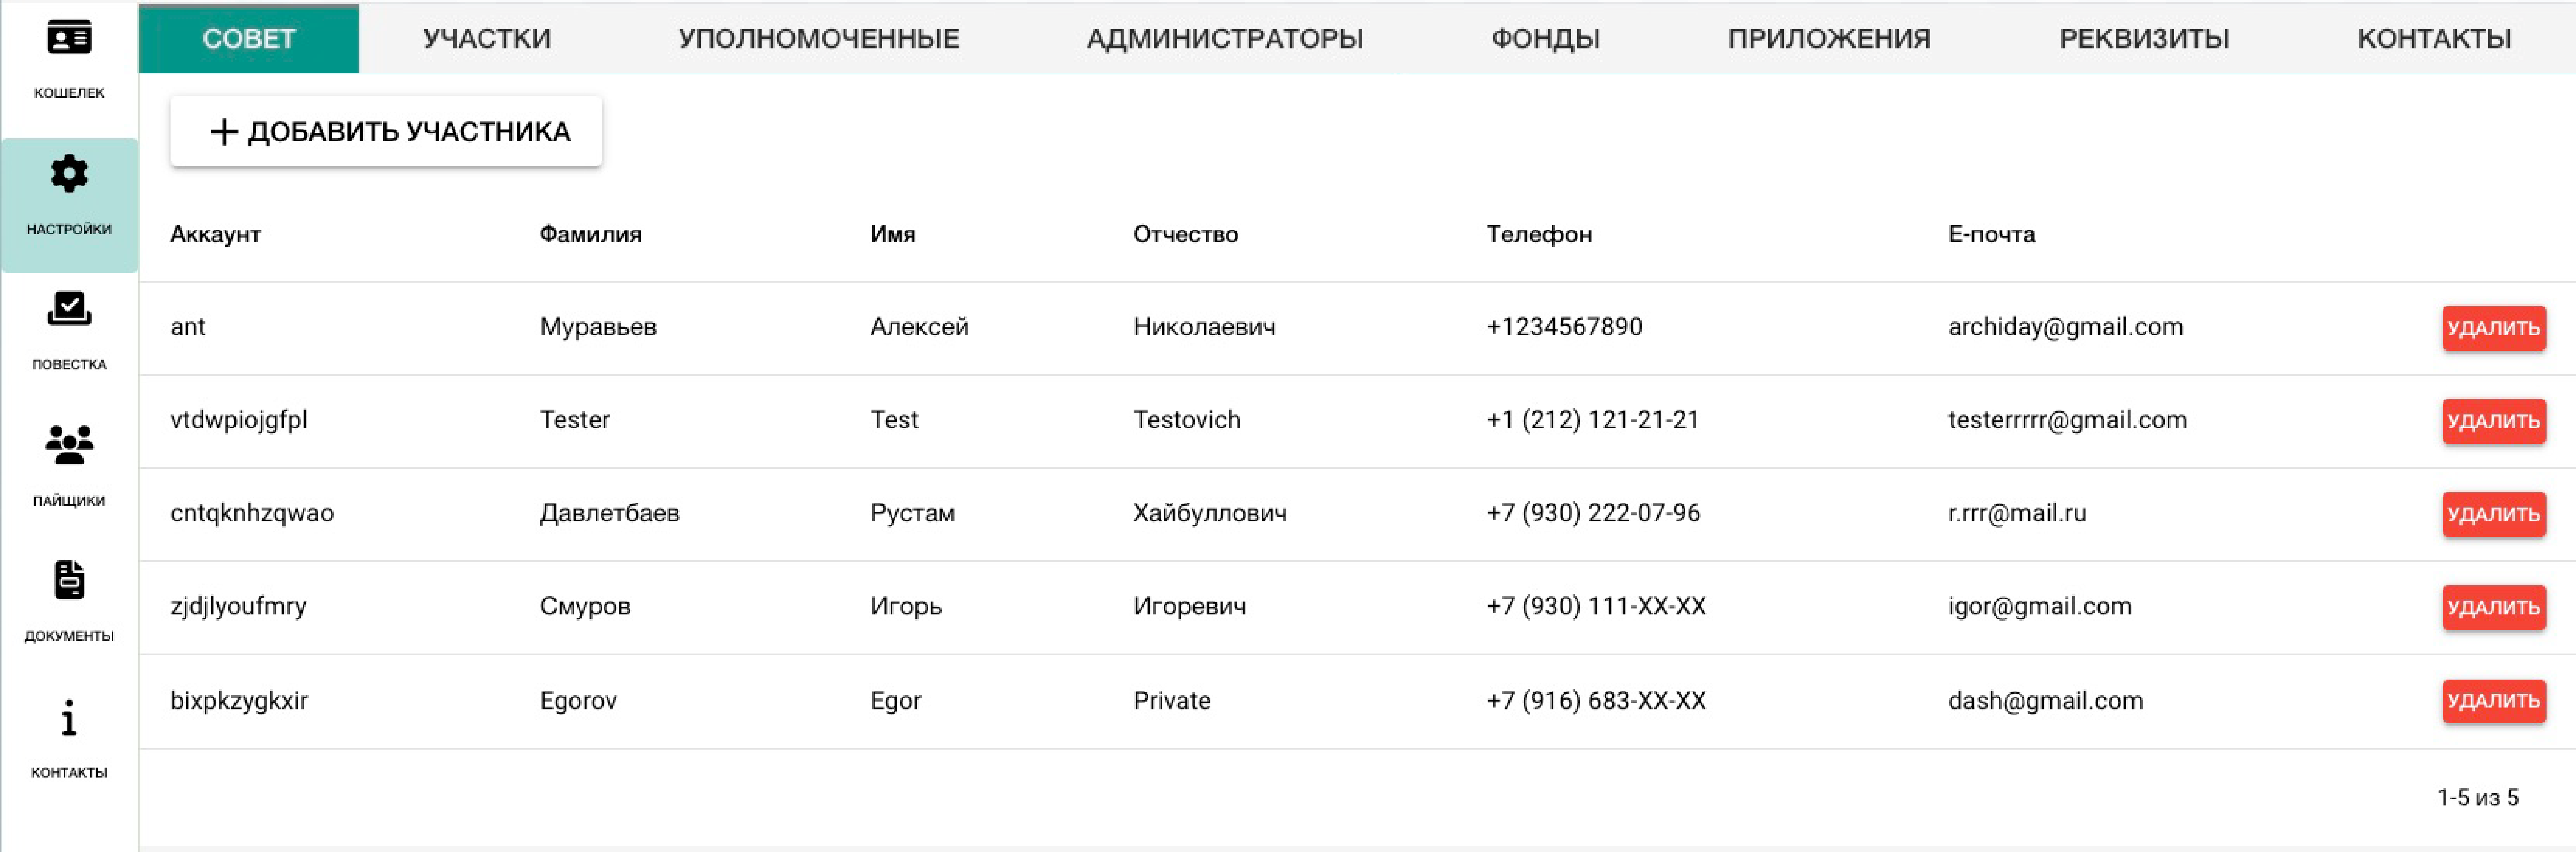 СОВЕТ УЧАСТКИ УПОЛНОМОЧЕННЫЕ АДМИНИСТРАТОРЫ ФОНДЫ ПРИЛОЖЕНИЯ РЕКВИЗИТЫ КОНТАКТЫ
КОШЕЛЕК
НАСТРОЙКИ
ПОВЕСТКА
ПАЙЩИКИ
ДОКУМЕНТЫ
КОНТАКТЫ
ДОБАВИТЬ УЧАСТНИКА
Аккаунт Фамилия Имя Отчество Телефон Е-почта
ant Муравьев Алексей Николаевич +1234567890 archiday@gmail.com УДАЛИТЬ
vtdwpiojgfpl Tester Test Testovich +1 (212) 121-21-21 testerrrrr@gmail.com УДАЛИТЬ
cntqknhzqwao Давлетбаев Рустам Хайбуллович +7 (930) 222-07-96 r.rrr@mail.ru УДАЛИТЬ
zjdjlyoufmry Смуров Игорь Игоревич +7 (930) 111-XX-XX igor@gmail.com УДАЛИТЬ
bixpkzygkxir Egorov Egor Private +7 (916) 683-XX-XX dash@gmail.com УДАЛИТЬ
1-5 из 5